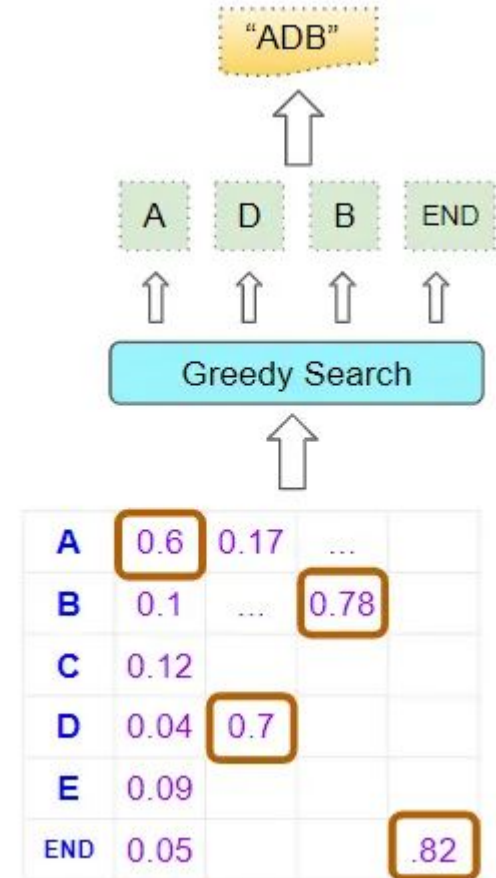 “ADB”
A D B END
Greedy Search
A 0.6 0.17 ...
B 0.1 ... 0.78
C 0.12
D 0.04 0.7
E 0.09
END 0.05 .82